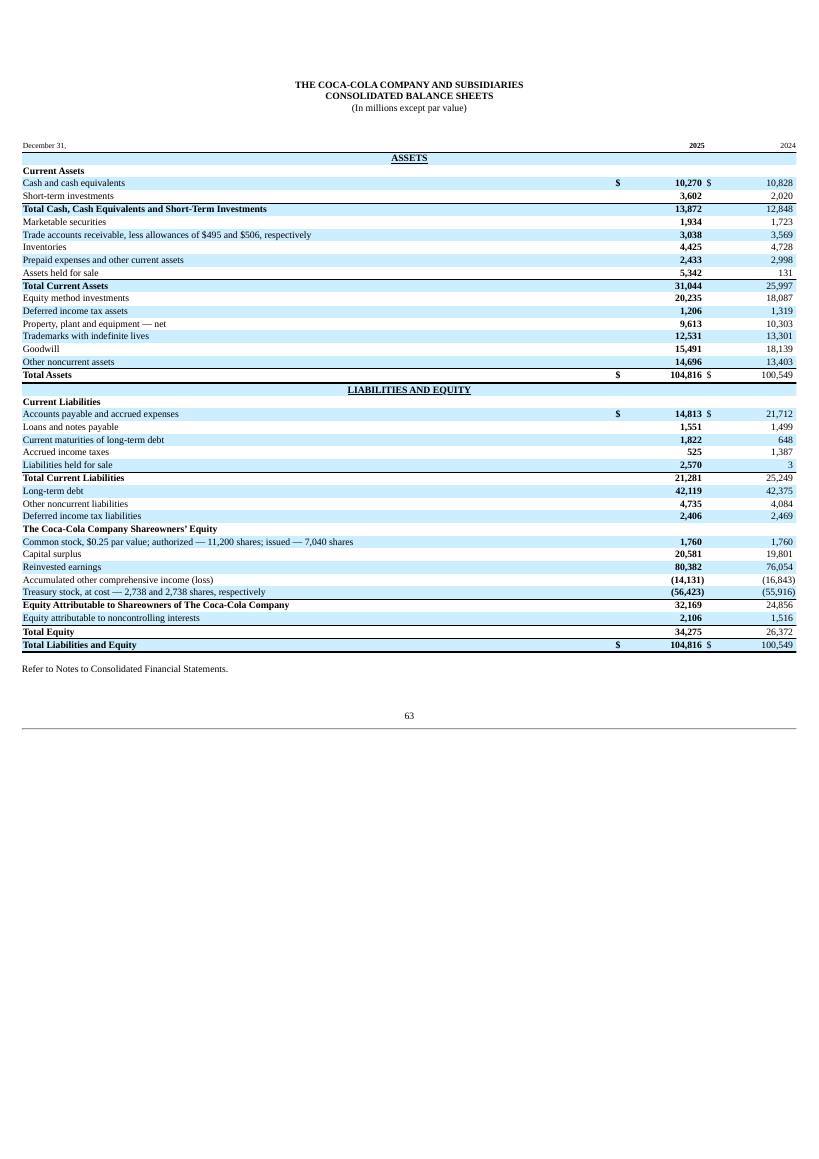 THE COCA-COLA COMPANY AND SUBSIDIARIES
CONSOLIDATED BALANCE SHEETS
(In millions except par value)
December 31, 2025 2024
ASSETS
Current Assets
Cash and cash equivalents $ 10,270 $ 10,828
Short-term investments 3,602 2,020
Total Cash, Cash Equivalents and Short-Term Investments 13,872 12,848
Marketable securities 1,934 1,723
Trade accounts receivable, less allowances of $495 and $506, respectively 3,038 3,569
Inventories 4,425 4,728
Prepaid expenses and other current assets 2,433 2,998
Assets held for sale 5,342 131
Total Current Assets 31,044 25,997
Equity method investments 20,235 18,087
Deferred income tax assets 1,206 1,319
Property, plant and equipment — net 9,613 10,303
Trademarks with indefinite lives 12,531 13,301
Goodwill 15,491 18,139
Other noncurrent assets 14,696 13,403
Total Assets $ 104,816 $ 100,549
LIABILITIES AND EQUITY
Current Liabilities
Accounts payable and accrued expenses $ 14,813 $ 21,712
Loans and notes payable 1,551 1,499
Current maturities of long-term debt 1,822 648
Accrued income taxes 525 1,387
Liabilities held for sale 2,570 3
Total Current Liabilities 21,281 25,249
Long-term debt 42,119 42,375
Other noncurrent liabilities 4,735 4,084
Deferred income tax liabilities 2,406 2,469
The Coca-Cola Company Shareowners’ Equity
Common stock, $0.25 par value; authorized — 11,200 shares; issued — 7,040 shares 1,760 1,760
Capital surplus 20,581 19,801
Reinvested earnings 80,382 76,054
Accumulated other comprehensive income (loss) (14,131) (16,843)
Treasury stock, at cost — 2,738 and 2,738 shares, respectively (56,423) (55,916)
Equity Attributable to Shareowners of The Coca-Cola Company 32,169 24,856
Equity attributable to noncontrolling interests 2,106 1,516
Total Equity 34,275 26,372
Total Liabilities and Equity $ 104,816 $ 100,549
Refer to Notes to Consolidated Financial Statements.
63